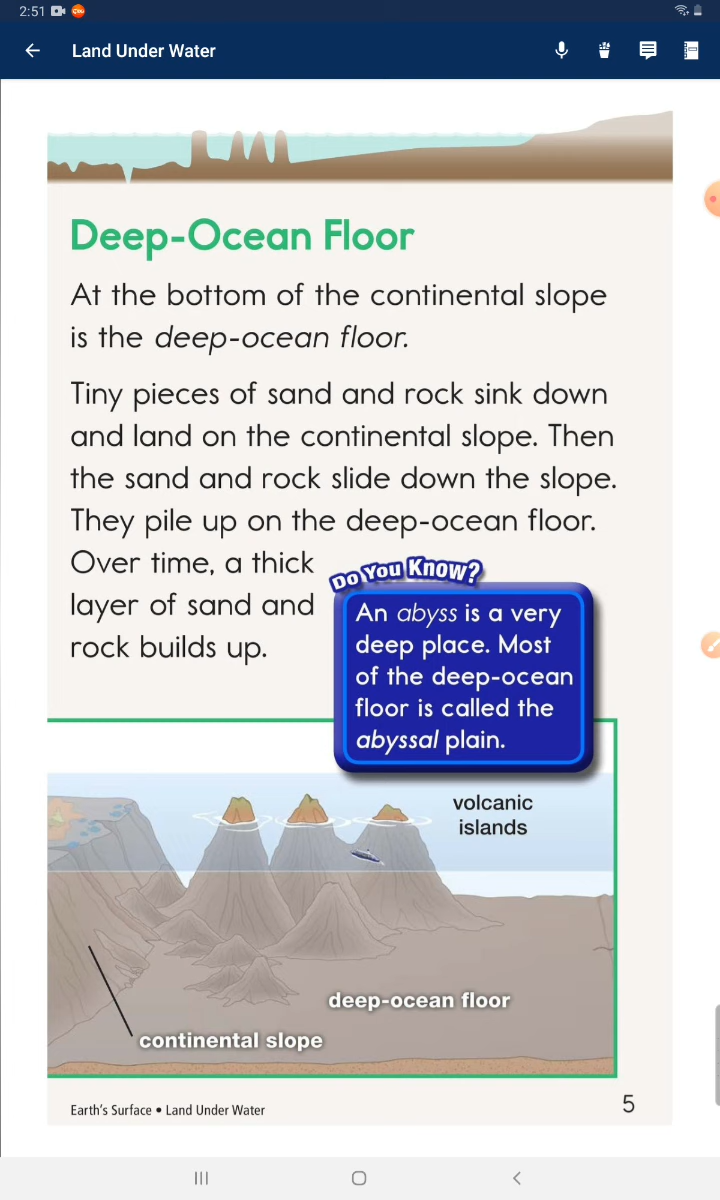 2:51
Land Under Water
Deep-Ocean Floor
At the bottom of the continental slope
is the deep-ocean floor.
Tiny pieces of sand and rock sink down
and land on the continental slope. Then
the sand and rock slide down the slope.
They pile up on the deep-ocean floor.
Over time, a thick
layer of sand and
rock builds up.
Do You Know?
An abyss is a very
deep place. Most
of the deep-ocean
floor is called the
abyssal plain.
volcanic
islands
deep-ocean floor
continental slope
Earth's Surface • Land Under Water
5